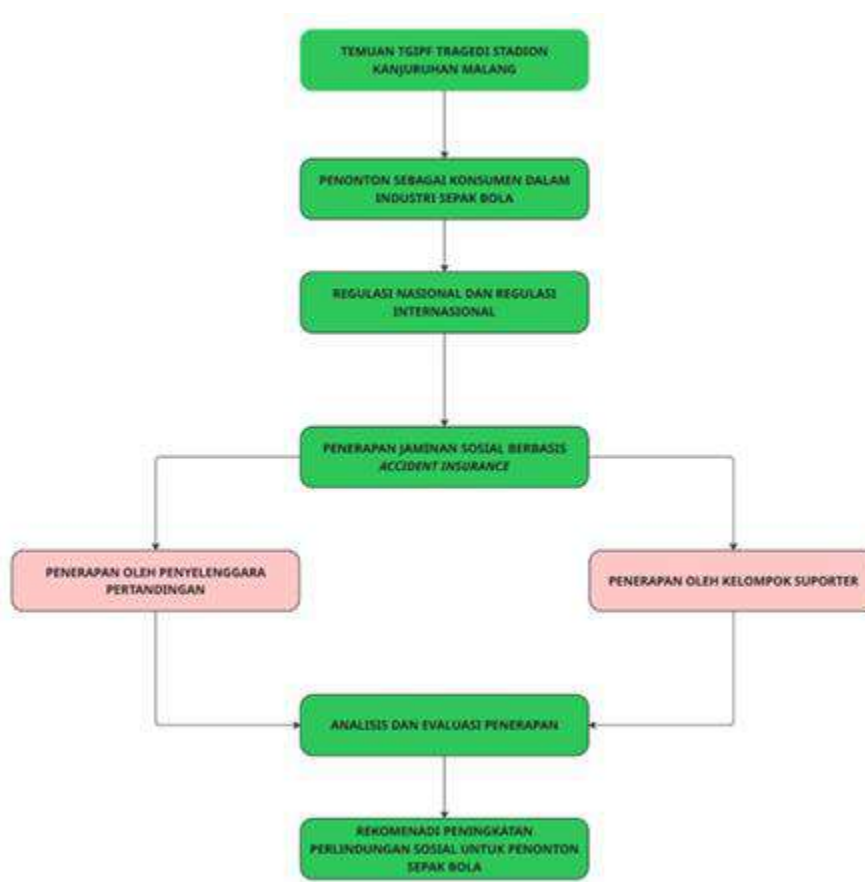 TEMUAN TGIPF TRAGEDI STADION
KANJURUHAN MALANG
PENONTON SEBAGAI KONSUMEN DALAM
INDUSTRI SEPAK BOLA
REGULASI NASIONAL DAN REGULASI
INTERNASIONAL
PENERAPAN JAMINAN SOSIAL BERBASIS
ACCIDENT INSURANCE
PENERAPAN OLEH PENYELENGGARA
PERTANDINGAN
PENERAPAN OLEH KELOMPOK SUPORTER
ANALISIS DAN EVALUASI PENERAPAN
REKOMENADI PENINGKATAN
PERLINDUNGAN SOSIAL UNTUK PENONTON
SEPAK BOLA